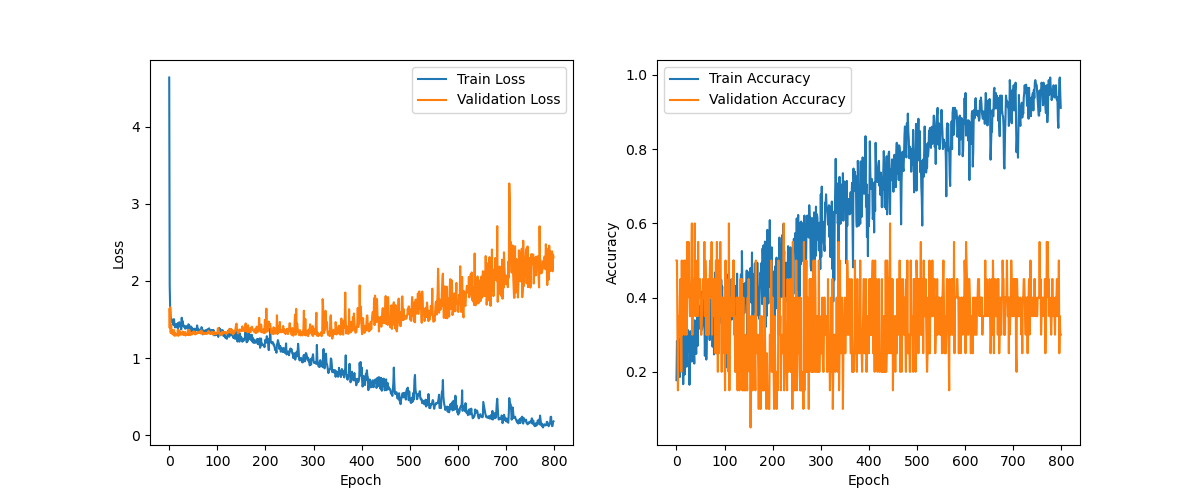 Train Loss
Validation Loss
4
3
2
1
0
Loss
0 100 200 300 400 500 600 700 800
Epoch
Train Accuracy
Validation Accuracy
1.0
0.8
0.6
0.4
0.2
Accuracy
0 100 200 300 400 500 600 700 800
Epoch